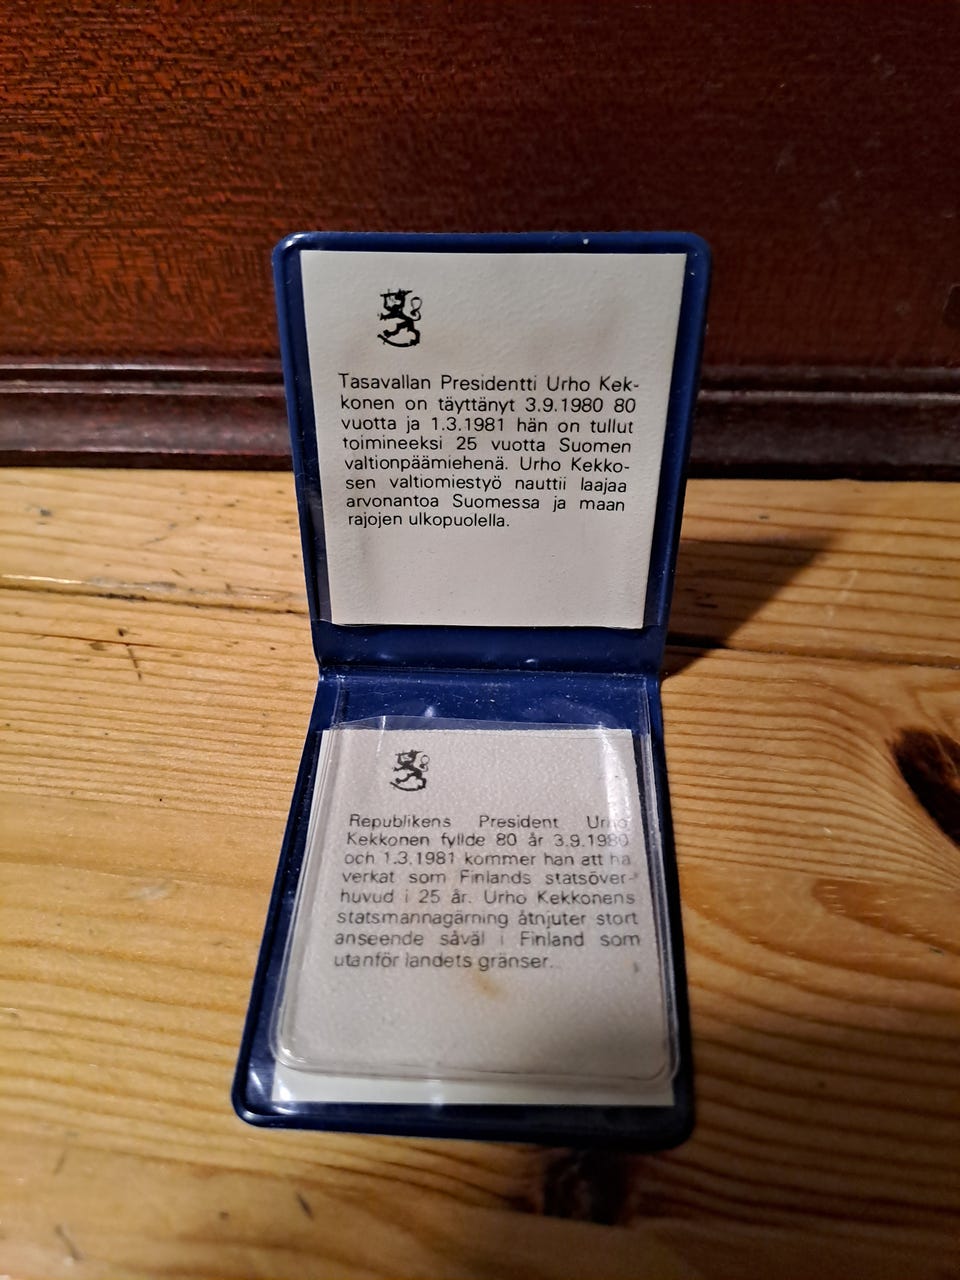 Tasavallan Presidentti Urho Kek-
konen on täyttänyt 3.9.1980 80
vuotta ja 1.3.1981 hän on tullut
toimineeksi 25 vuotta Suomen
valtionpäämiehenä. Urho Kekko-
sen valtiomiestyö nauttii laajaa
arvonantoa Suomessa ja maan
rajojen ulkopuolella.
Republikens President Urho
Kekkonen fyllde 80 år 3.9.1980
och 1.3.1981 kommer han att ha
verkat som Finlands statsöver-
huvud i 25 år. Urho Kekkonens
statsmannagärning åtnjuter stort
anseende såväl i Finland som
utanför landets gränser.